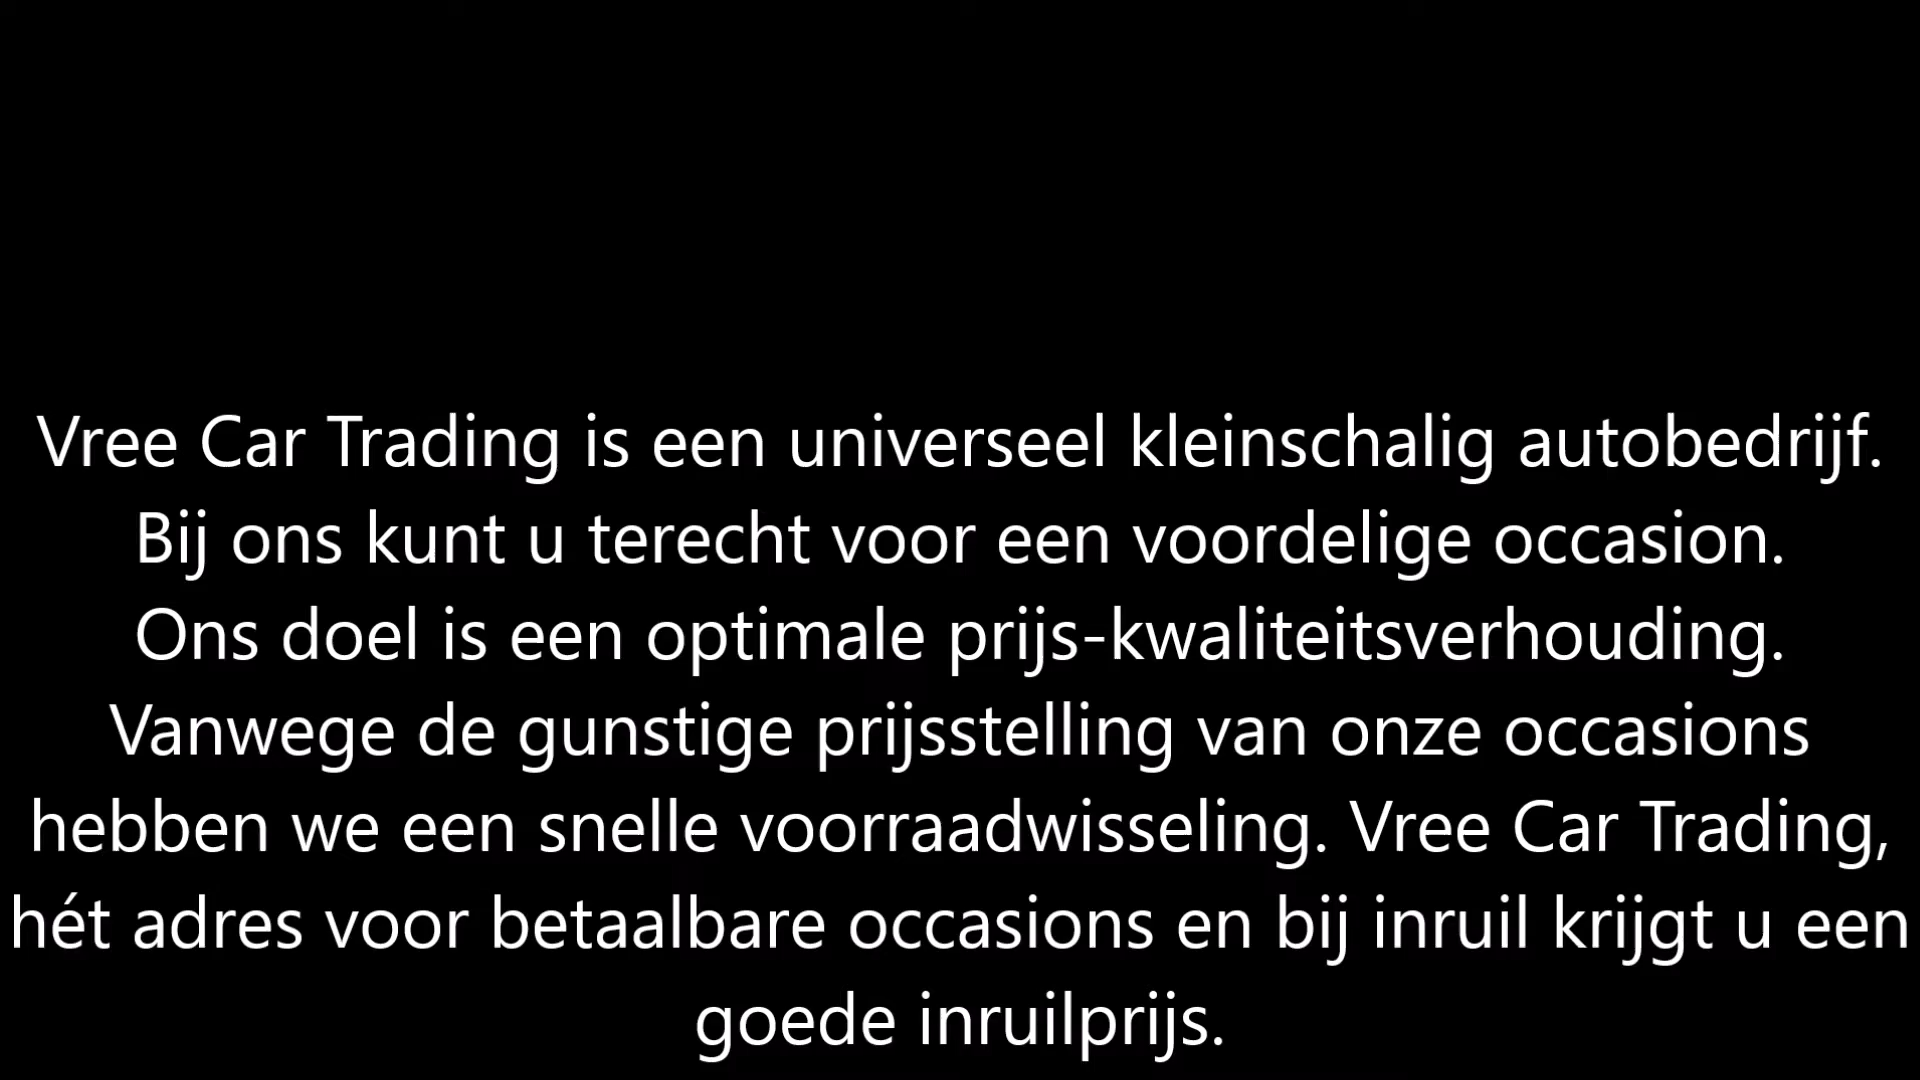 Vree Car Trading is een universeel kleinschalig autobedrijf.
Bij ons kunt u terecht voor een voordelige occasion.
Ons doel is een optimale prijs-kwaliteitsverhouding.
Vanwege de gunstige prijsstelling van onze occasions
hebben we een snelle voorraadwisseling. Vree Car Trading,
hét adres voor betaalbare occasions en bij inruil krijgt u een
goede inruilprijs.